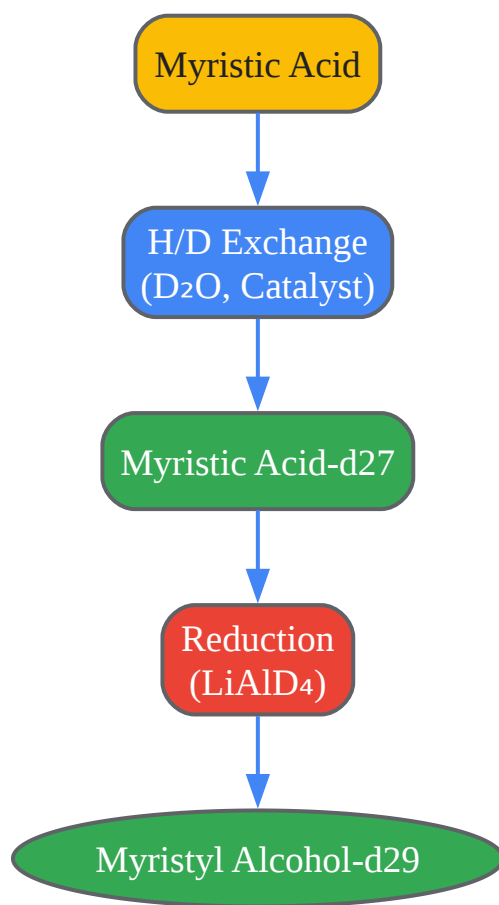 Myristic Acid
H/D Exchange
(D₂O, Catalyst)
Myristic Acid-d27
Reduction
(LiAlD₄)
Myristyl Alcohol-d29